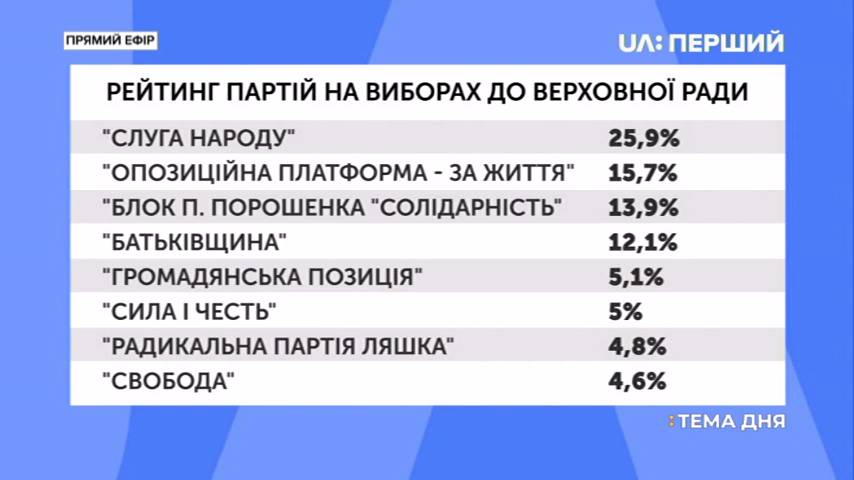 ПРЯМИЙ ЕФІР
UA: ПЕРШИЙ
РЕЙТИНГ ПАРТІЙ НА ВИБОРАХ ДО ВЕРХОВНОЇ РАДИ
"СЛУГА НАРОДУ" 25,9%
"ОПОЗИЦІЙНА ПЛАТФОРМА - ЗА ЖИТТЯ" 15,7%
"БЛОК П. ПОРОШЕНКА "СОЛІДАРНІСТЬ" 13,9%
"БАТЬКІВЩИНА" 12,1%
"ГРОМАДЯНСЬКА ПОЗИЦІЯ" 5,1%
"СИЛА І ЧЕСТЬ" 5%
"РАДИКАЛЬНА ПАРТІЯ ЛЯШКА" 4,8%
"СВОБОДА" 4,6%
:ТЕМА ДНЯ